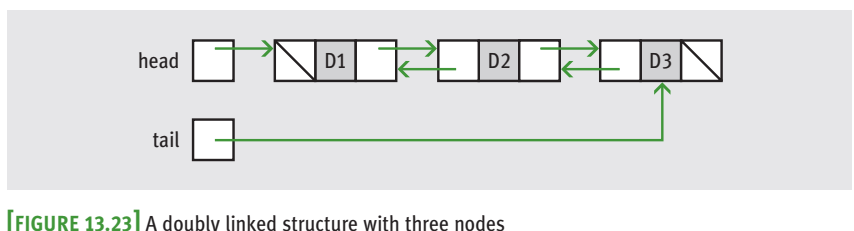 head D1 D2 D3
tail
[FIGURE 13.23] A doubly linked structure with three nodes